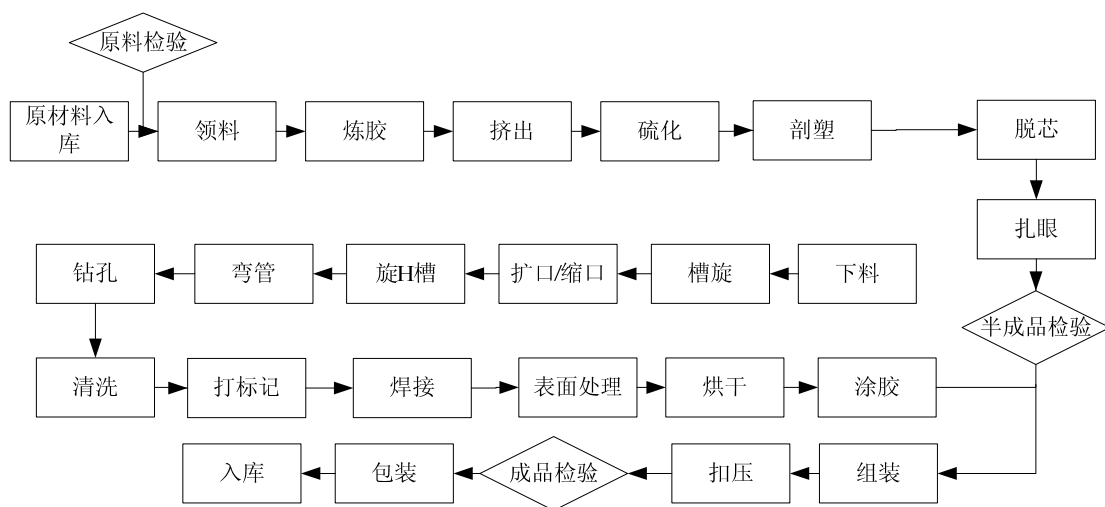 原料检验
原材料入
库
领料
炼胶
挤出
硫化
剖塑
脱芯
扎眼
钻孔
弯管
旋H槽
扩口/缩口
槽旋
下料
半成品检验
清洗
打标记
焊接
表面处理
烘干
涂胶
入库
包装
成品检验
扣压
组装